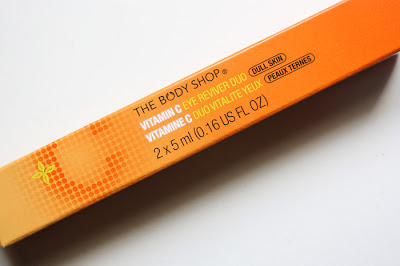 THE BODY SHOP®
VITAMIN C EYE REVIVER DUO DULL SKIN
VITAMINE C DUO VITALITE YEUX PEAUX TERNES
2 x 5 ml (0.16 US FL OZ)